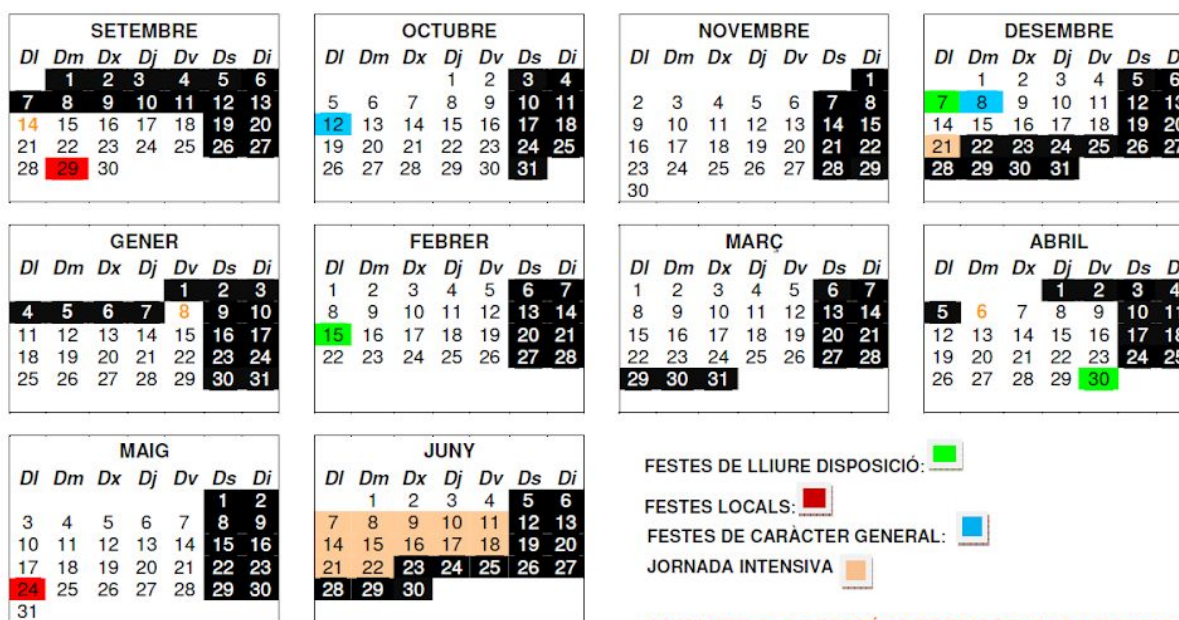 SETEMBRE
Dl Dm Dx Dj Dv Ds Di
1 2 3 4 5 6
7 8 9 10 11 12 13
14 15 16 17 18 19 20
21 22 23 24 25 26 27
28 29 30
OCTUBRE
Dl Dm Dx Dj Dv Ds Di
1 2 3 4
5 6 7 8 9 10 11
12 13 14 15 16 17 18
19 20 21 22 23 24 25
26 27 28 29 30 31
NOVEMBRE
Dl Dm Dx Dj Dv Ds Di
1
2 3 4 5 6 7 8
9 10 11 12 13 14 15
16 17 18 19 20 21 22
23 24 25 26 27 28 29
30
DESEMBRE
Dl Dm Dx Dj Dv Ds D
1 2 3 4 5 6
7 8 9 10 11 12 13
14 15 16 17 18 19 20
21 22 23 24 25 26 27
28 29 30 31
GENER
Dl Dm Dx Dj Dv Ds Di
1 2 3
4 5 6 7 8 9 10
11 12 13 14 15 16 17
18 19 20 21 22 23 24
25 26 27 28 29 30 31
FEBRER
Dl Dm Dx Dj Dv Ds Di
1 2 3 4 5 6 7
8 9 10 11 12 13 14
15 16 17 18 19 20 21
22 23 24 25 26 27 28
MARÇ
Dl Dm Dx Dj Dv Ds Di
1 2 3 4 5 6 7
8 9 10 11 12 13 14
15 16 17 18 19 20 21
22 23 24 25 26 27 28
29 30 31
ABRIL
Dl Dm Dx Dj Dv Ds D
1 2 3 4
5 6 7 8 9 10 11
12 13 14 15 16 17 18
19 20 21 22 23 24 25
26 27 28 29 30
MAIG
Dl Dm Dx Dj Dv Ds Di
1 2
3 4 5 6 7 8 9
10 11 12 13 14 15 16
17 18 19 20 21 22 23
24 25 26 27 28 29 30
31
JUNY
Dl Dm Dx Dj Dv Ds Di
1 2 3 4 5 6
7 8 9 10 11 12 13
14 15 16 17 18 19 20
21 22 23 24 25 26 27
28 29 30
FESTES DE LLIURE DISPOSICIÓ:
FESTES LOCALS:
FESTES DE CARÀCTER GENERAL:
JORNADA INTENSIVA